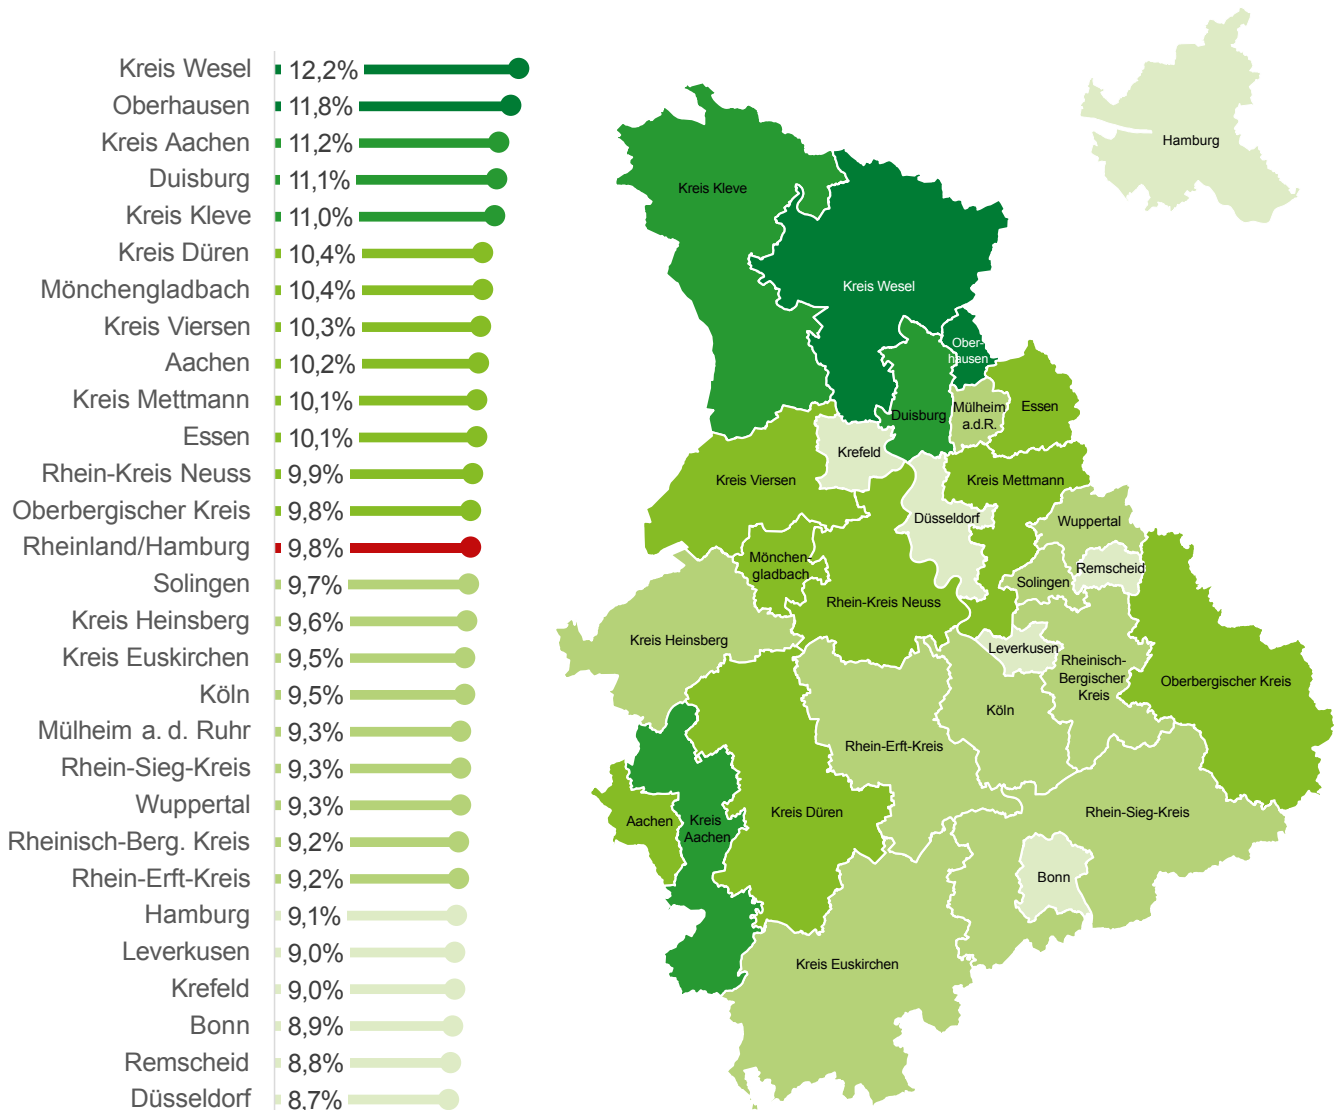 Kreis Wesel 12,2%
Oberhausen 11,8%
Kreis Aachen 11,2%
Duisburg 11,1%
Kreis Kleve 11,0%
Kreis Düren 10,4%
Mönchengladbach 10,4%
Kreis Viersen 10,3%
Aachen 10,2%
Kreis Mettmann 10,1%
Essen 10,1%
Rhein-Kreis Neuss 9,9%
Oberbergischer Kreis 9,8%
Rheinland/Hamburg 9,8%
Solingen 9,7%
Kreis Heinsberg 9,6%
Kreis Euskirchen 9,5%
Köln 9,5%
Mülheim a. d. Ruhr 9,3%
Rhein-Sieg-Kreis 9,3%
Wuppertal 9,3%
Rheinisch-Berg. Kreis 9,2%
Rhein-Erft-Kreis 9,2%
Hamburg 9,1%
Leverkusen 9,0%
Krefeld 9,0%
Bonn 8,9%
Remscheid 8,8%
Düsseldorf 8,7%
Hamburg
Kreis Kleve
Kreis Wesel
Ober-
hausen
Duisburg
Mülheim
a.d.R.
Essen
Krefeld
Kreis Viersen
Kreis Mettmann
Düsseldorf
Wuppertal
Mönchen-
gladbach
Remscheid
Solingen
Rhein-Kreis Neuss
Kreis Heinsberg
Leverkusen
Rheinisch-
Bergischer
Kreis
Oberbergischer Kreis
Köln
Rhein-Erft-Kreis
Kreis Düren
Rhein-Sieg-Kreis
Aachen
Kreis
Aachen
Bonn
Kreis Euskirchen